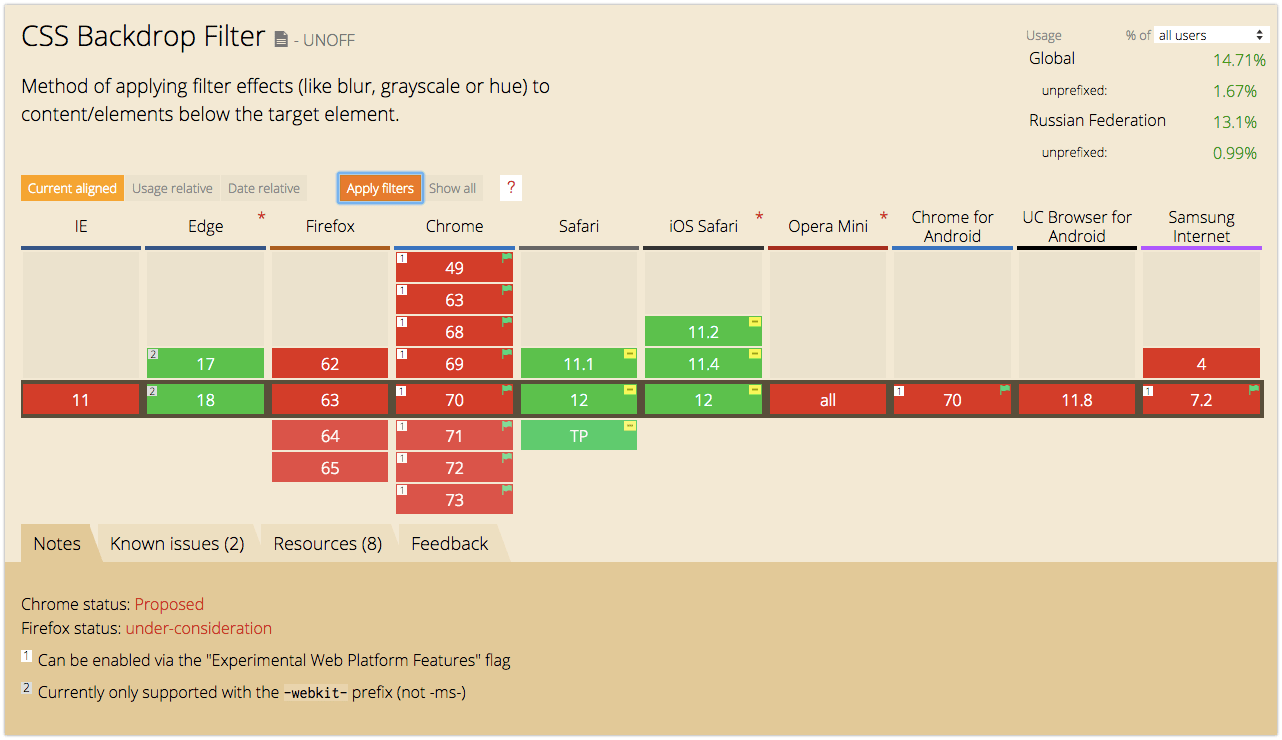 CSS Backdrop Filter - UNOFF
Method of applying filter effects (like blur, grayscale or hue) to
content/elements below the target element.
Usage % of all users
Global 14.71%
unprefixed: 1.67%
Russian Federation 13.1%
unprefixed: 0.99%
Current aligned Usage relative Date relative Apply filters Show all ?
IE Edge * Firefox Chrome Safari iOS Safari * Opera Mini * Chrome for Android UC Browser for Android Samsung Internet
1 49
1 63
1 68 11.2
2 17 62 1 69 11.1 11.4 4
11 2 18 63 1 70 12 12 all 1 70 11.8 1 7.2
64 1 71 TP
65 1 72
1 73
Notes Known issues (2) Resources (8) Feedback
Chrome status: Proposed
Firefox status: under-consideration
1 Can be enabled via the "Experimental Web Platform Features" flag
2 Currently only supported with the -webkit- prefix (not -ms-)